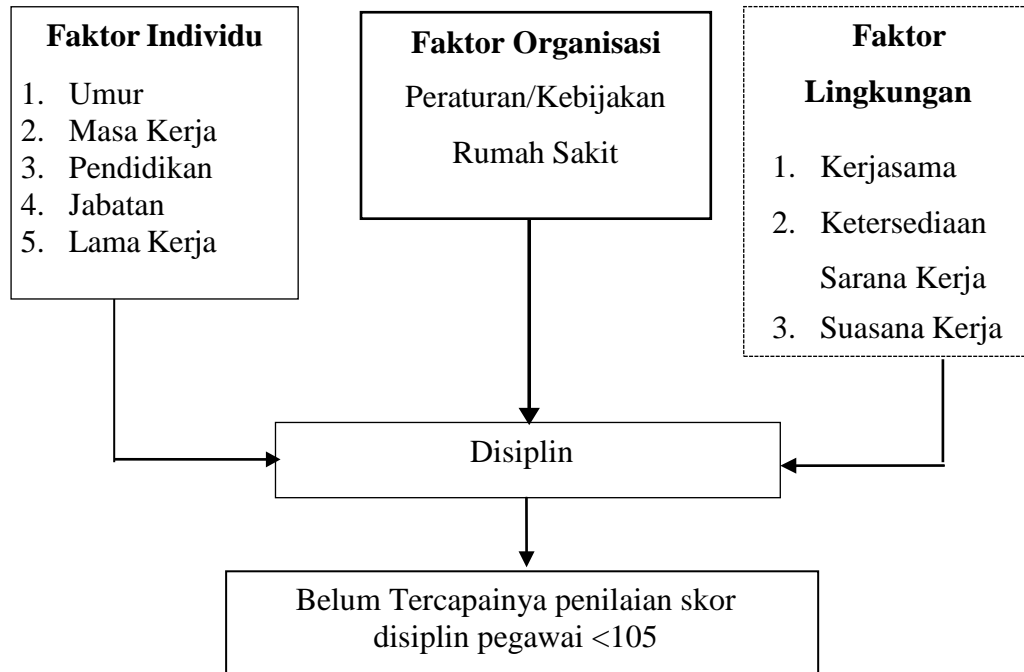 Faktor Individu
1. Umur
2. Masa Kerja
3. Pendidikan
4. Jabatan
5. Lama Kerja
Faktor Organisasi
Peraturan/Kebijakan
Rumah Sakit
Faktor
Lingkungan
1. Kerjasama
2. Ketersediaan
Sarana Kerja
3. Suasana Kerja
Disiplin
Belum Tercapainya penilaian skor
disiplin pegawai <105